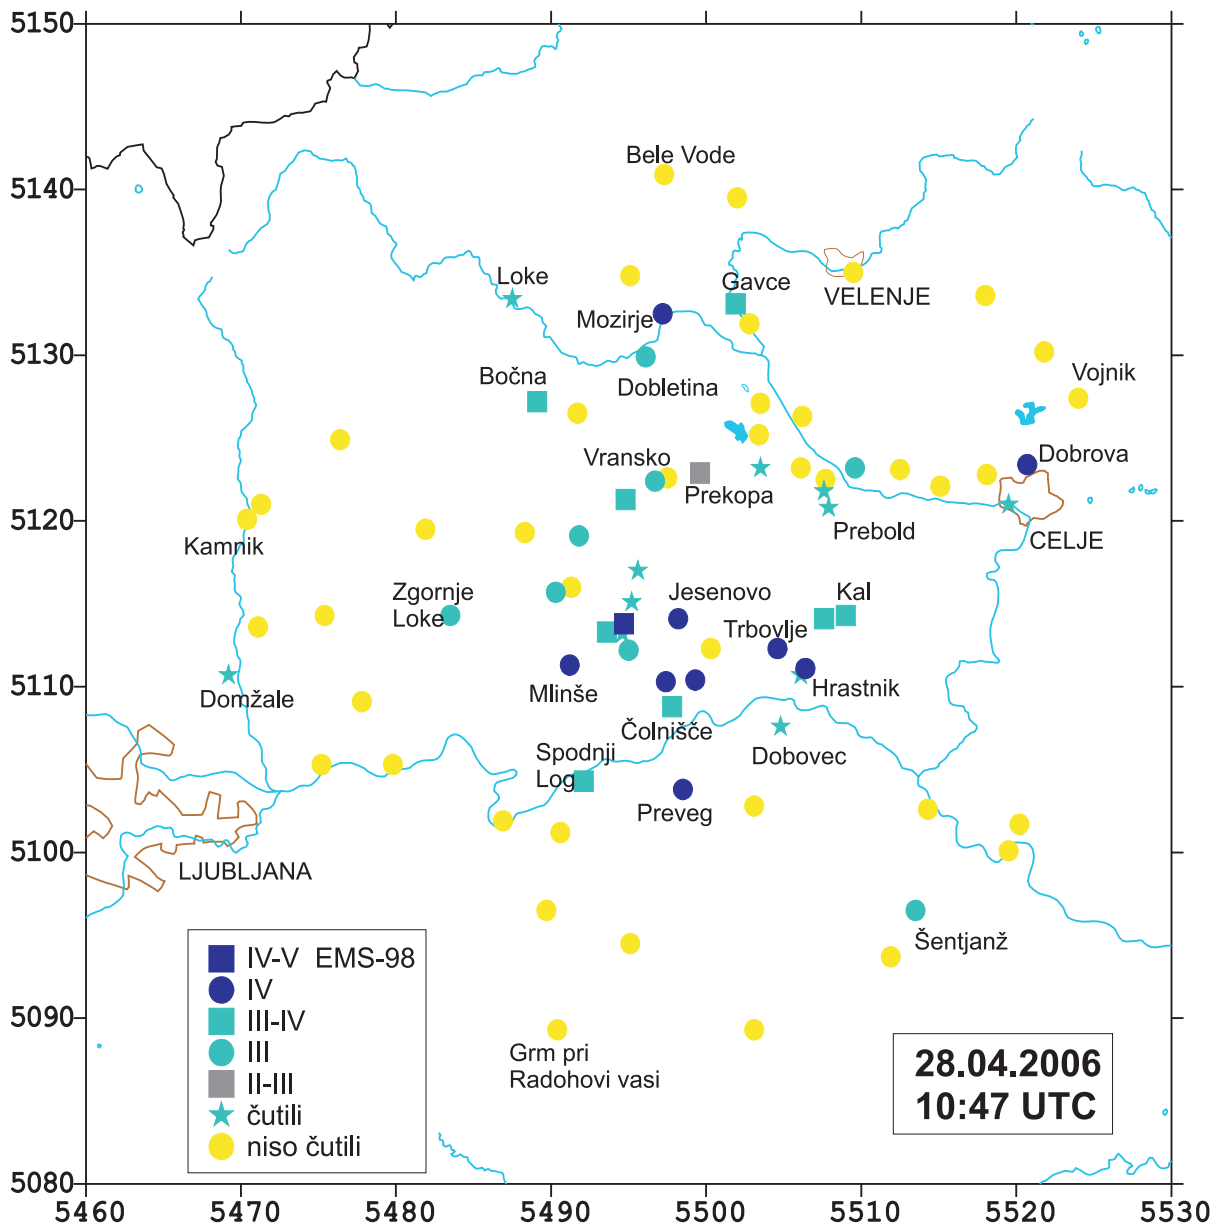 5150
5140
5130
5120
5110
5100
5090
5080
Bele Vode
Loke
Gavce
VELENJE
Mozirje
Bočna
Dobletina
Vojnik
Vransko
Dobrova
Prekopa
Prebold
CELJE
Kamnik
Zgornje
Loke
Jesenovo
Kal
Trbovlje
Mlinše
Hrastnik
Domžale
Čolnišče
Spodnji
Log
Dobovec
Preveg
LJUBLJANA
Šentjanž
Grm pri
Radohovi vasi
IV-V EMS-98
IV
III-IV
III
II-III
čutili
niso čutili
28.04.2006
10:47 UTC
5460 5470 5480 5490 5500 5510 5520 5530